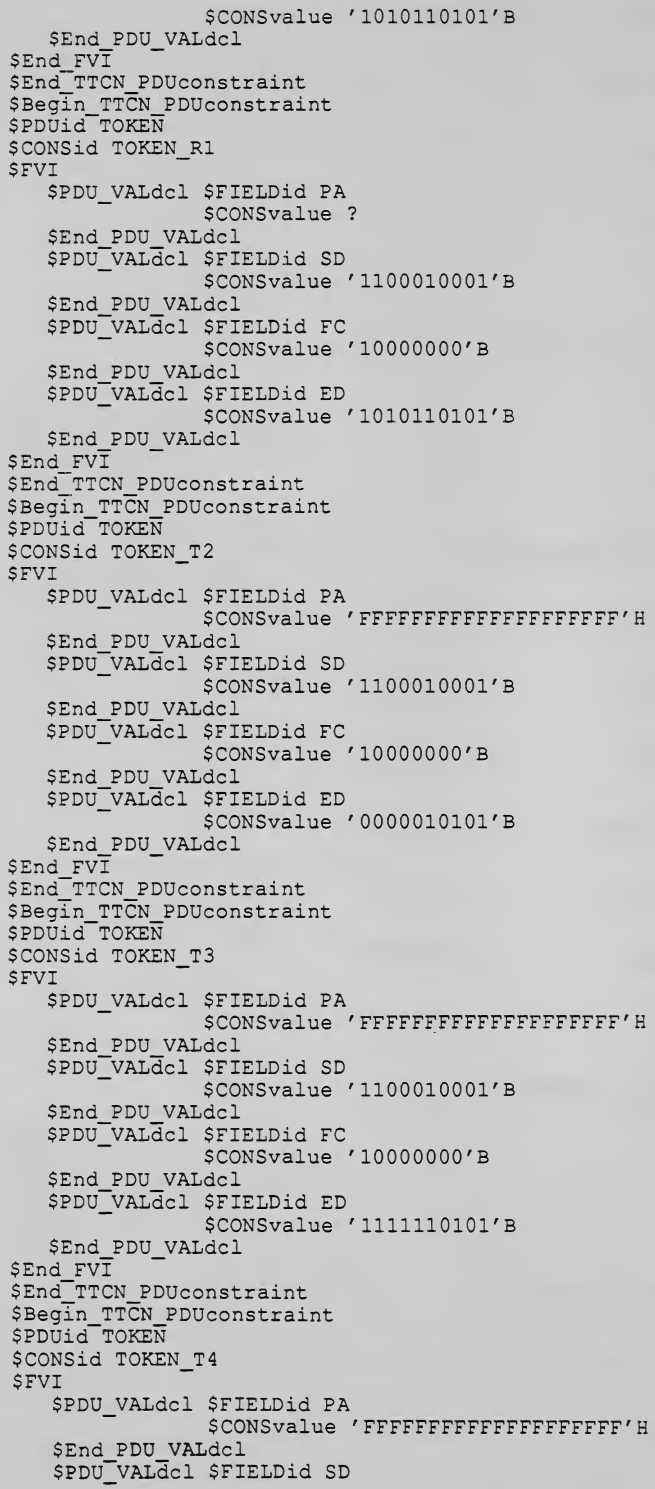 $CONSvalue '1010110101'B
$End_PDU_VALdcl
$End_FVI
$End_TTCN_PDUconstraint
$Begin_TTCN_PDUconstraint
$PDUid TOKEN
$CONSid TOKEN_R1
$FVI
$PDU_VALdcl $FIELDid PA
$CONSvalue ?
$End_PDU_VALdcl
$PDU_VALdcl $FIELDid SD
$CONSvalue '1100010001'B
$End_PDU_VALdcl
$PDU_VALdcl $FIELDid FC
$CONSvalue '10000000'B
$End_PDU_VALdcl
$PDU_VALdcl $FIELDid ED
$CONSvalue '1010110101'B
$End_PDU_VALdcl
$End_FVI
$End_TTCN_PDUconstraint
$Begin_TTCN_PDUconstraint
$PDUid TOKEN
$CONSid TOKEN_T2
$FVI
$PDU_VALdcl $FIELDid PA
$CONSvalue 'FFFFFFFFFFFFFFFFFFFF'H
$End_PDU_VALdcl
$PDU_VALdcl $FIELDid SD
$CONSvalue '1100010001'B
$End_PDU_VALdcl
$PDU_VALdcl $FIELDid FC
$CONSvalue '10000000'B
$End_PDU_VALdcl
$PDU_VALdcl $FIELDid ED
$CONSvalue '0000010101'B
$End_PDU_VALdcl
$End_FVI
$End_TTCN_PDUconstraint
$Begin_TTCN_PDUconstraint
$PDUid TOKEN
$CONSid TOKEN_T3
$FVI
$PDU_VALdcl $FIELDid PA
$CONSvalue 'FFFFFFFFFFFFFFFFFFFF'H
$End_PDU_VALdcl
$PDU_VALdcl $FIELDid SD
$CONSvalue '1100010001'B
$End_PDU_VALdcl
$PDU_VALdcl $FIELDid FC
$CONSvalue '10000000'B
$End_PDU_VALdcl
$PDU_VALdcl $FIELDid ED
$CONSvalue '1111110101'B
$End_PDU_VALdcl
$End_FVI
$End_TTCN_PDUconstraint
$Begin_TTCN_PDUconstraint
$PDUid TOKEN
$CONSid TOKEN_T4
$FVI
$PDU_VALdcl $FIELDid PA
$CONSvalue 'FFFFFFFFFFFFFFFFFFFF'H
$End_PDU_VALdcl
$PDU_VALdcl $FIELDid SD